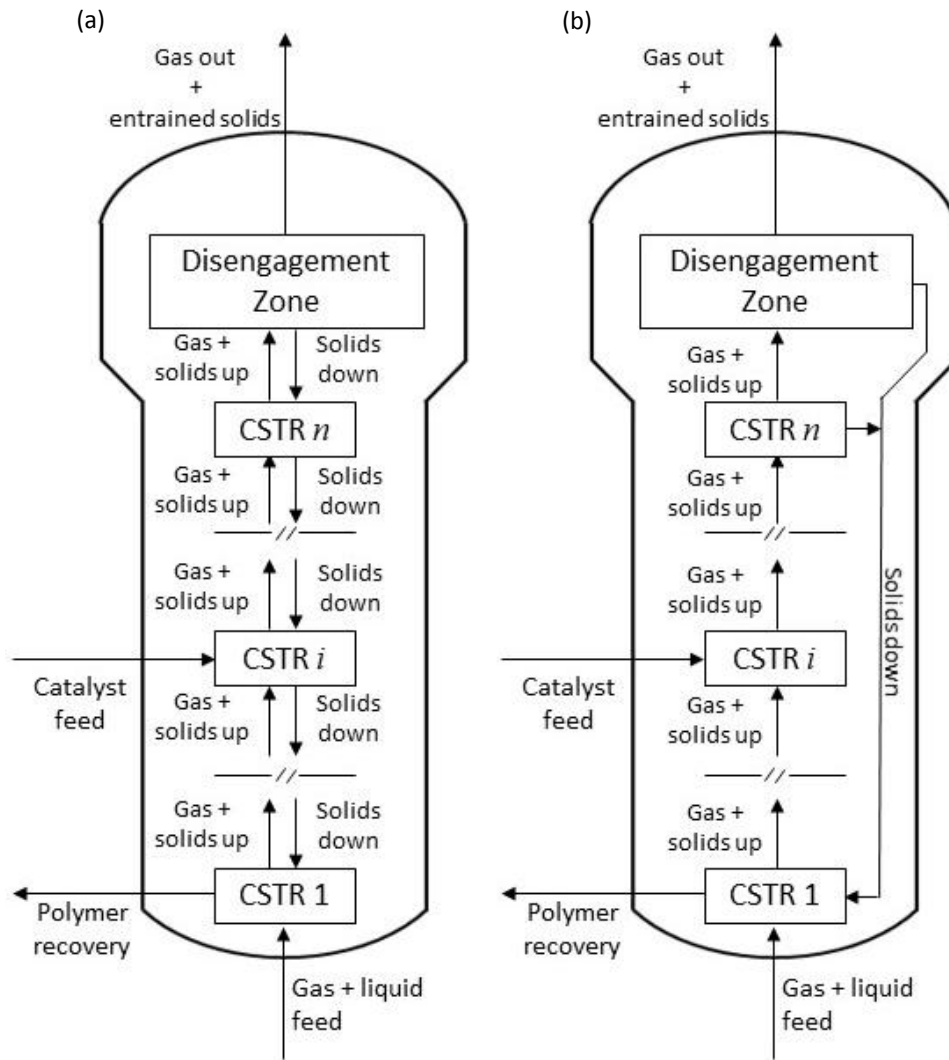 (a)
Gas out
+
entrained solids
Disengagement
Zone
Gas +
solids up
Solids
down
CSTR n
Gas +
solids up
Solids
down
//
Gas +
solids up
Solids
down
CSTR i
Catalyst
feed
Gas +
solids up
Solids
down
//
Gas +
solids up
Solids
down
CSTR 1
Polymer
recovery
Gas + liquid
feed
(b)
Gas out
+
entrained solids
Disengagement
Zone
Gas +
solids up
CSTR n
Gas +
solids up
//
Gas +
solids up
Solids down
CSTR i
Catalyst
feed
Gas +
solids up
//
Gas +
solids up
CSTR 1
Polymer
recovery
Gas + liquid
feed